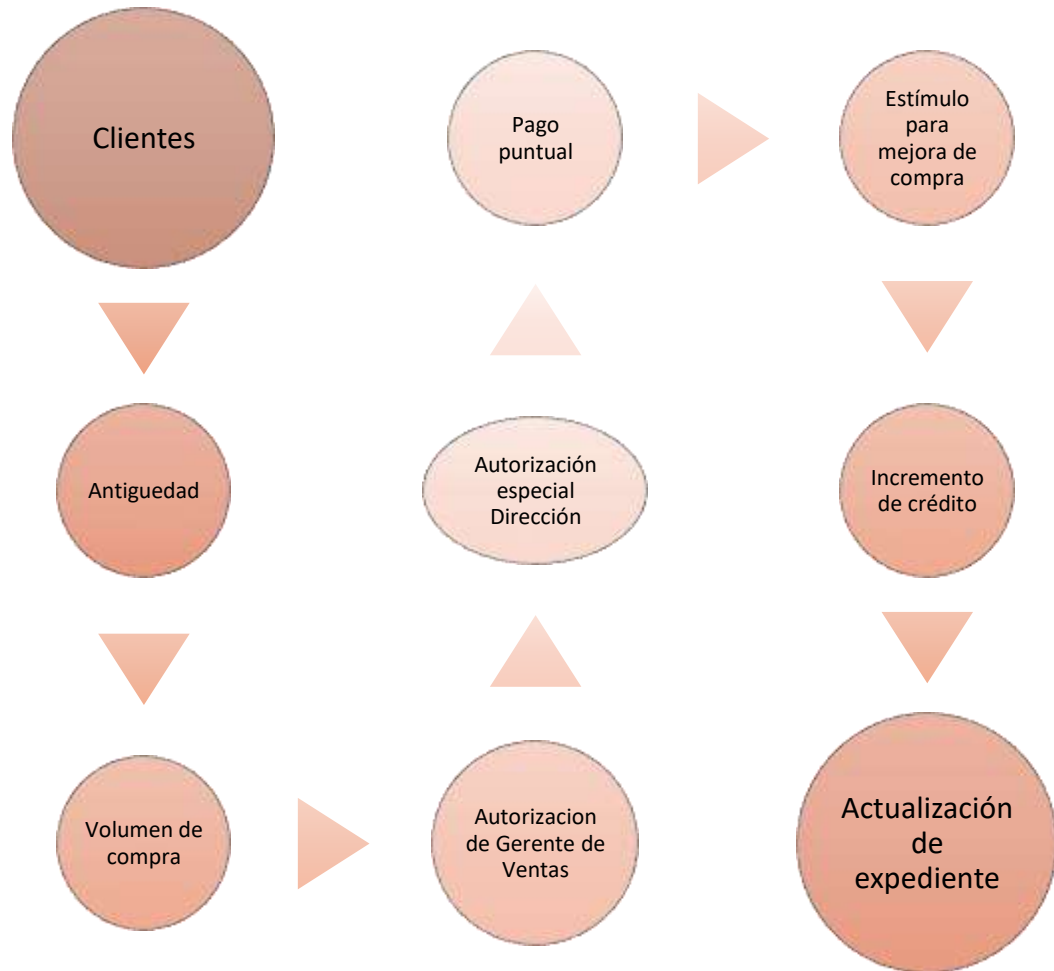 Clientes
Antiguedad
Volumen de
compra
Autorizacion
de Gerente de
Ventas
Autorización
especial
Dirección
Pago
puntual
Estímulo
para
mejora de
compra
Incremento
de crédito
Actualización
de
expediente